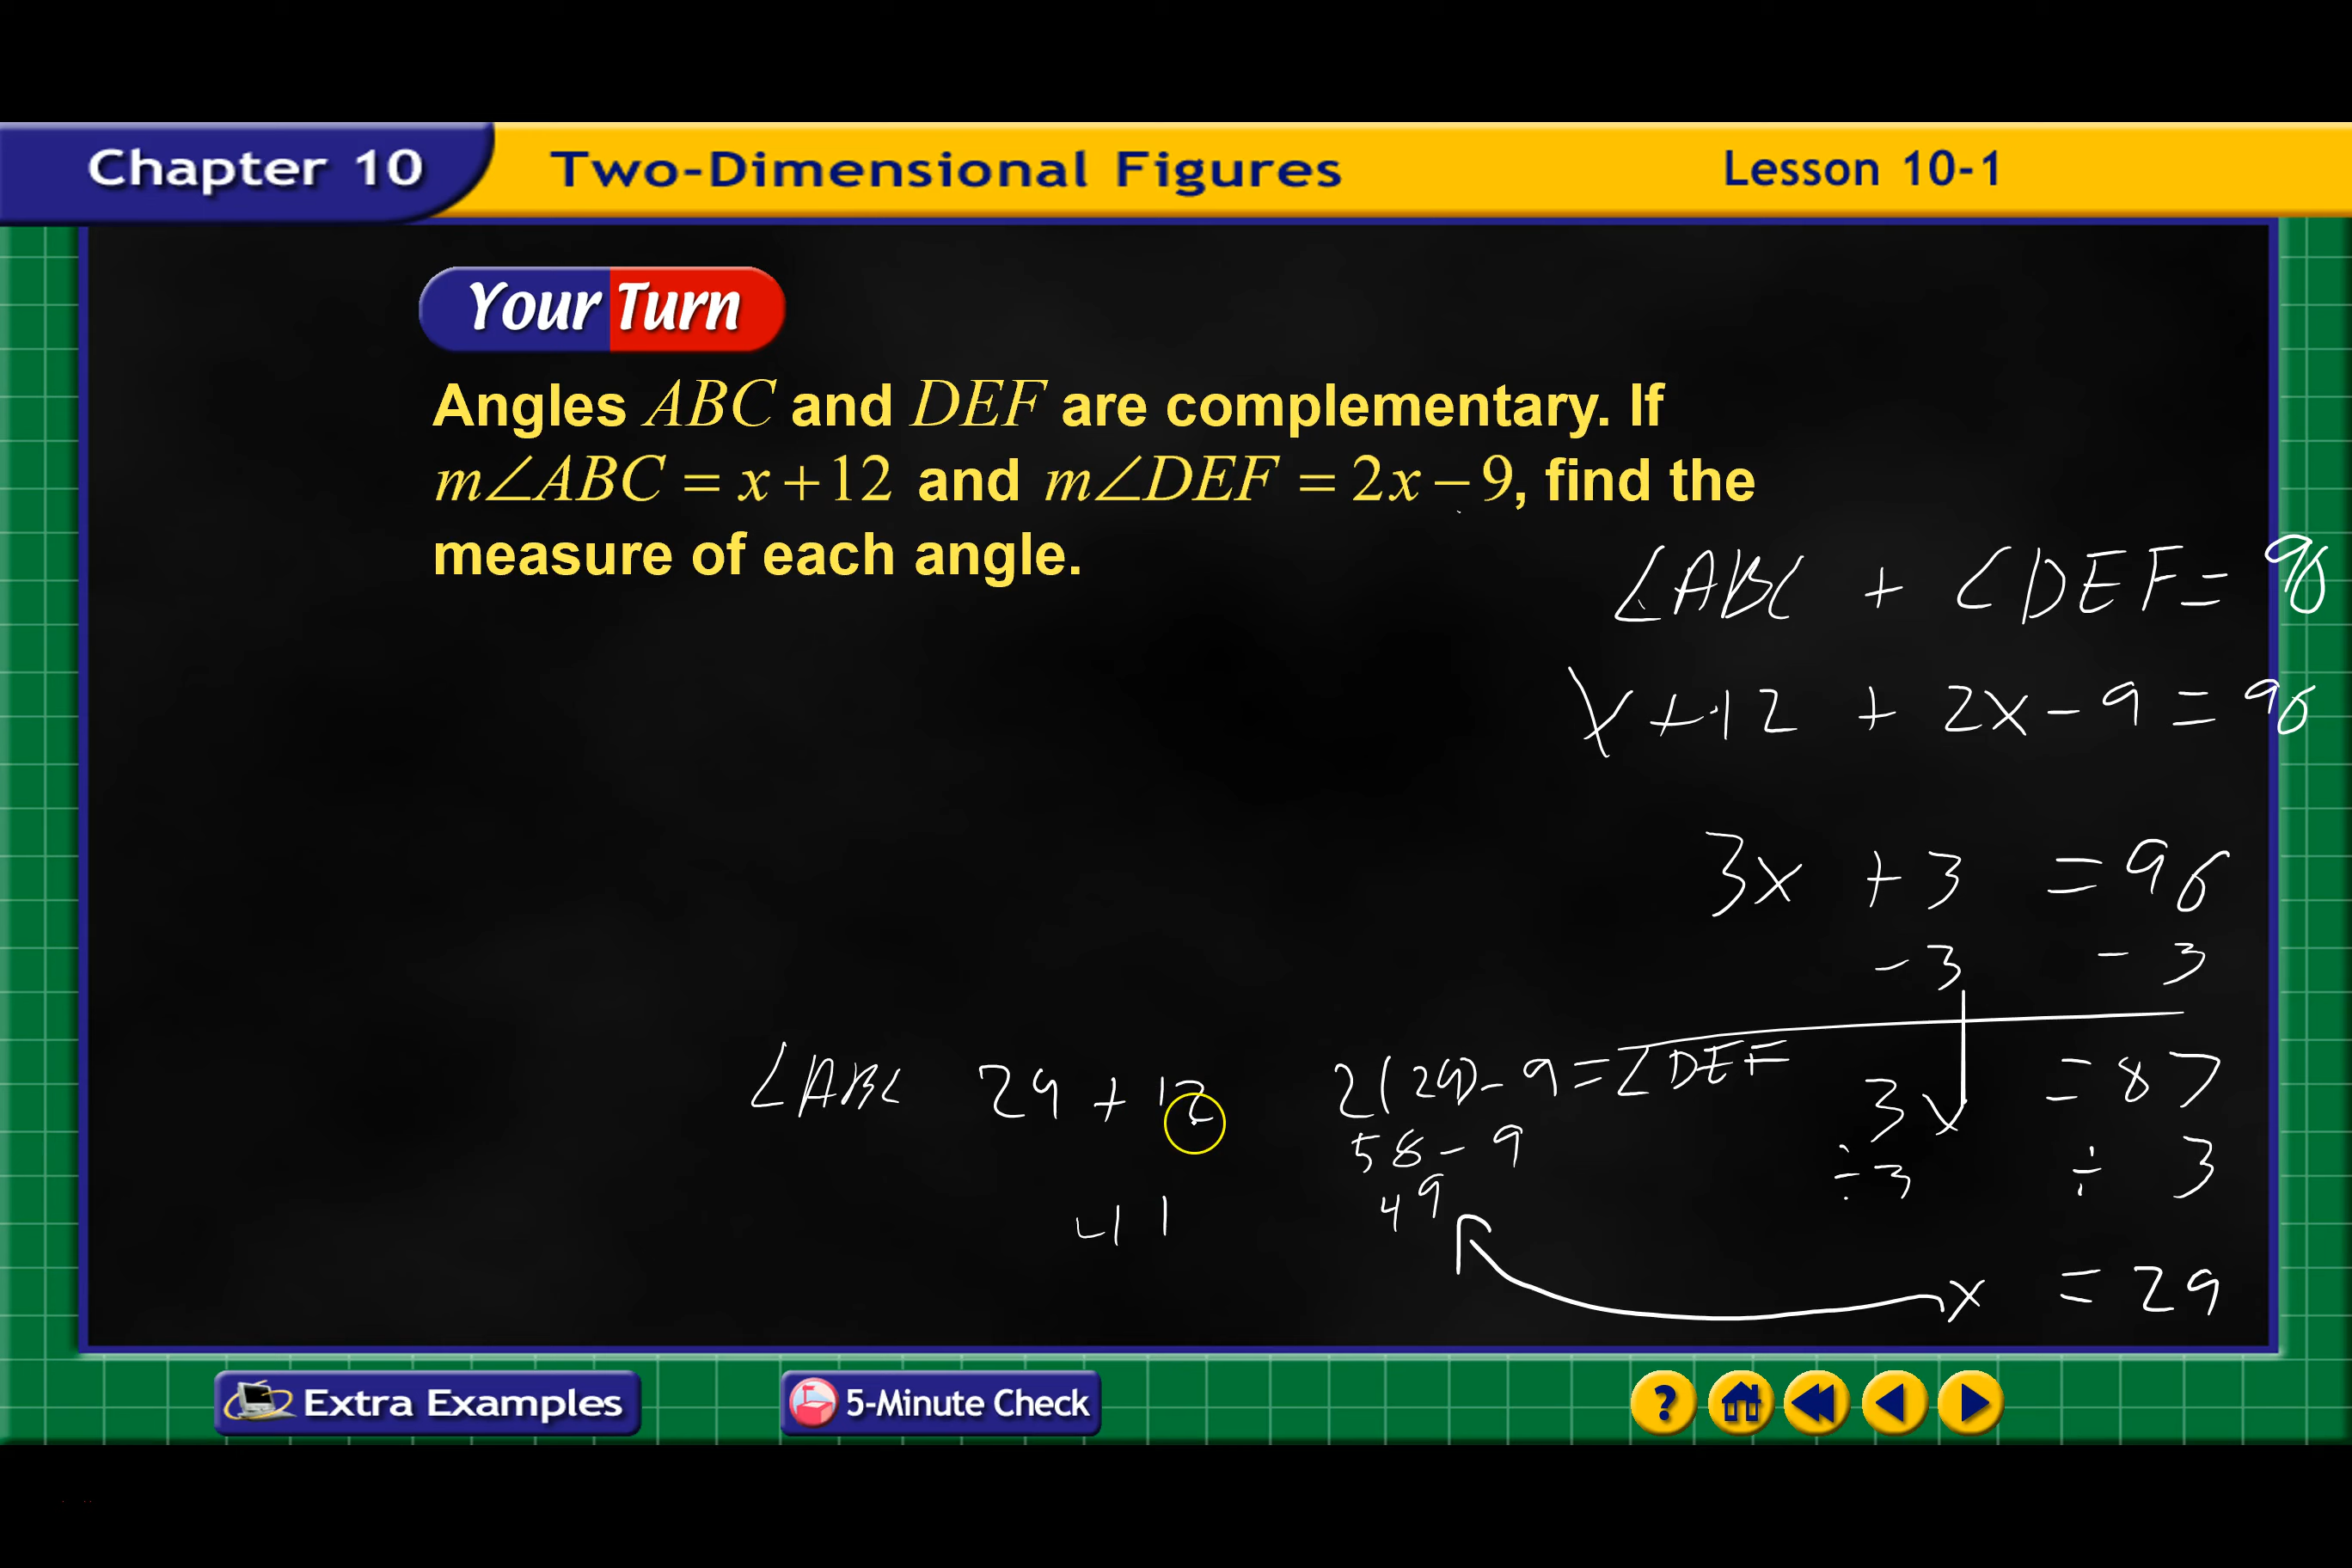 Chapter 10 Two-Dimensional Figures Lesson 10-1
Your Turn
Angles ABC and DEF are complementary. If
m∠ABC = x + 12 and m∠DEF = 2x − 9, find the
measure of each angle.
∠ABC + ∠DEF = 90
x + 12 + 2x − 9 = 90
3x + 3 = 90
− 3 − 3
3x = 87
÷3 ÷ 3
x = 29
∠ABC 29 + 12
41
2(29) − 9 = ∠DEF
58 − 9
49
Extra Examples 5-Minute Check ?